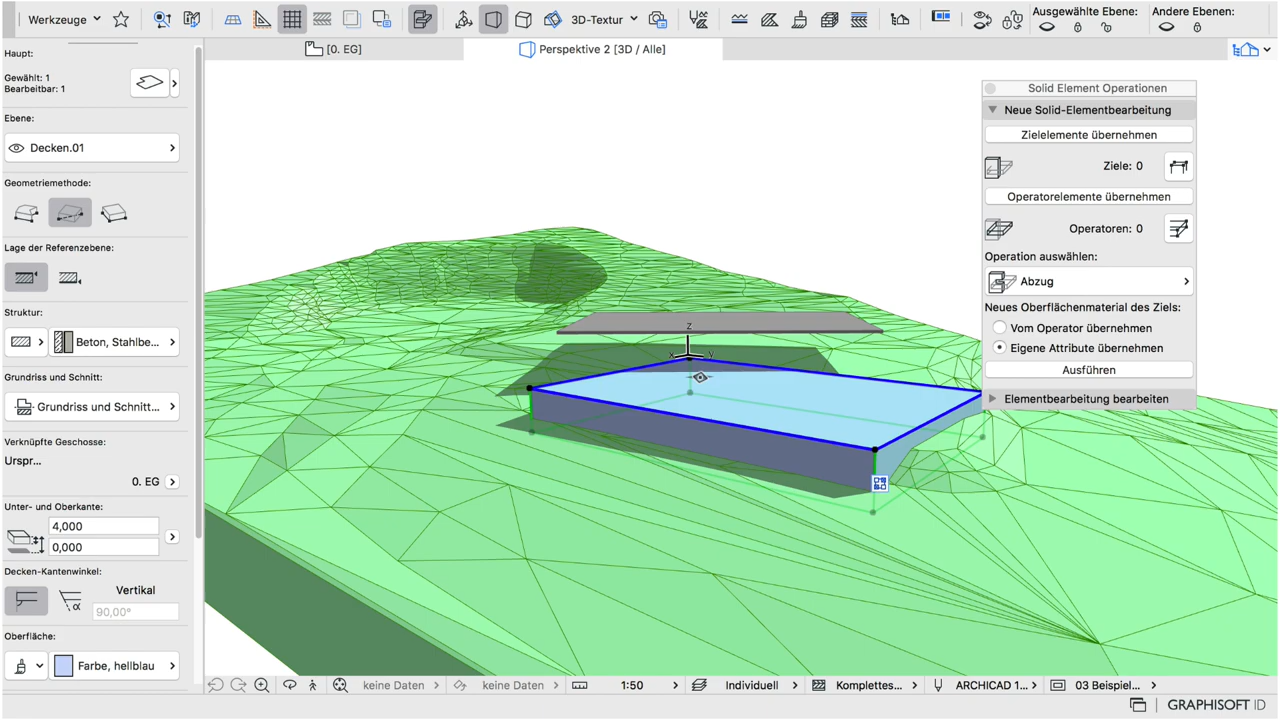 Werkzeuge
3D-Textur
Ausgewählte Ebene:
Andere Ebenen:
[0. EG]
Perspektive 2 [3D / Alle]
Haupt:
Gewählt: 1
Bearbeitbar: 1
Ebene:
Decken.01
Geometriemethode:
Lage der Referenzebene:
Struktur:
Beton, Stahlbe...
Grundriss und Schnitt:
Grundriss und Schnitt...
Verknüpfte Geschosse:
Urspr...
0. EG
Unter- und Oberkante:
4,000
0,000
Decken-Kantenwinkel:
Vertikal
α
90,00°
Oberfläche:
Farbe, hellblau
Solid Element Operationen
Neue Solid-Elementbearbeitung
Zielelemente übernehmen
Ziele: 0
Operatorelemente übernehmen
Operatoren: 0
Operation auswählen:
Abzug
Neues Oberflächenmaterial des Ziels:
Vom Operator übernehmen
Eigene Attribute übernehmen
Ausführen
Elementbearbeitung bearbeiten
z
x y
keine Daten
keine Daten
1:50
Individuell
Komplettes...
ARCHICAD 1...
03 Beispiel...
GRAPHISOFT ID